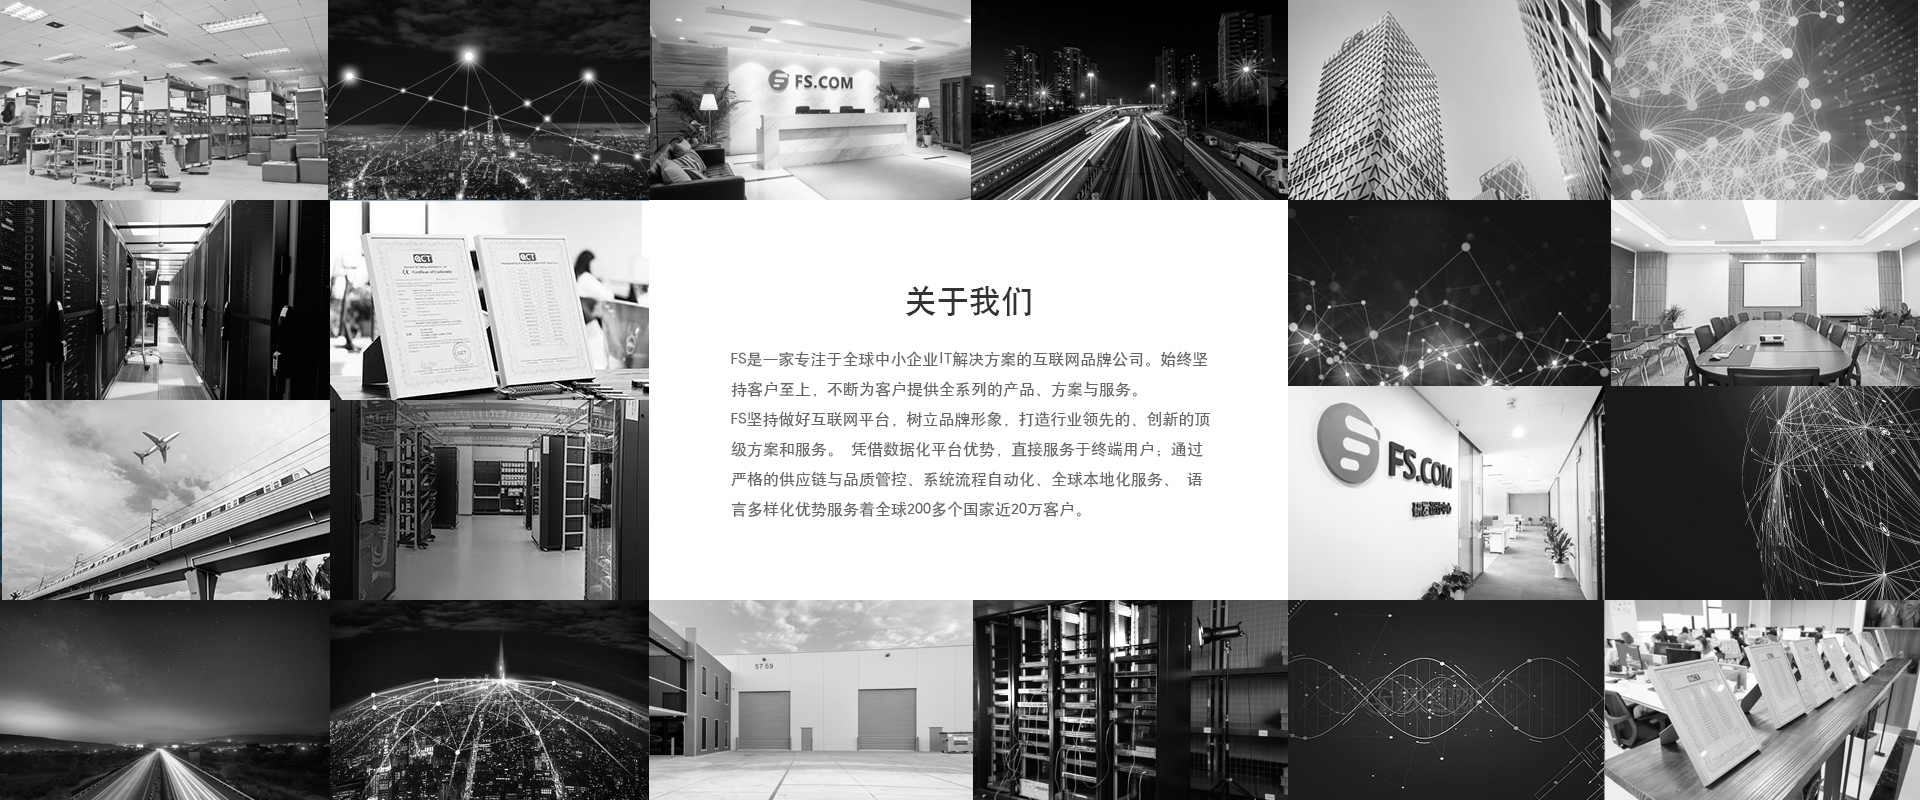 FS.COM
QCT
QCT
Certificate of Conformity
关于我们
FS是一家专注于全球中小企业IT解决方案的互联网品牌公司。始终坚
持客户至上，不断为客户提供全系列的产品、方案与服务。
FS坚持做好互联网平台，树立品牌形象，打造行业领先的、创新的顶
级方案和服务。 凭借数据化平台优势，直接服务于终端用户；通过
严格的供应链与品质管控、系统流程自动化、全球本地化服务、 语
言多样化优势服务着全球200多个国家近20万客户。
FS.COM
57-59